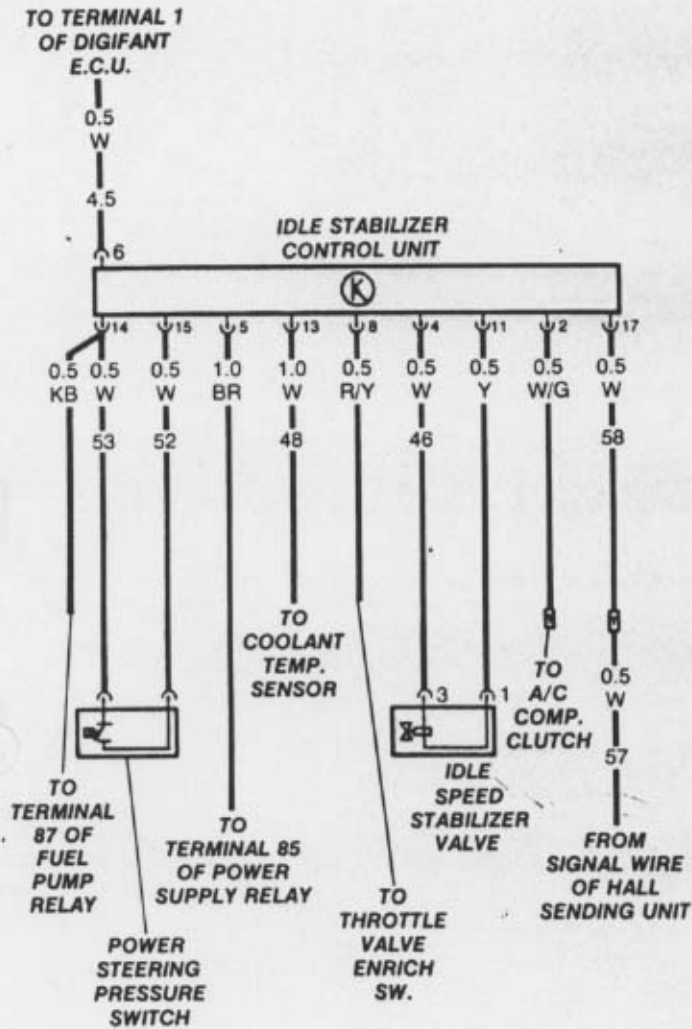 TO TERMINAL 1
OF DIGIFANT
E.C.U.
0.5
W
4.5
6
IDLE STABILIZER
CONTROL UNIT
K
14 15 5 13 8 4 11 2 17
0.5 0.5 0.5 1.0 1.0 0.5 0.5 0.5 0.5 0.5
KB W W BR W R/Y W Y W/G W
53 52 48 46 58
TO
COOLANT
TEMP.
SENSOR
3 1
TO
A/C
COMP.
CLUTCH
0.5
W
57
IDLE
SPEED
STABILIZER
VALVE
TO
TERMINAL
87 OF
FUEL
PUMP
RELAY
TO
TERMINAL 85
OF POWER
SUPPLY RELAY
FROM
SIGNAL WIRE
OF HALL
SENDING UNIT
TO
THROTTLE
VALVE
ENRICH
SW.
POWER
STEERING
PRESSURE
SWITCH